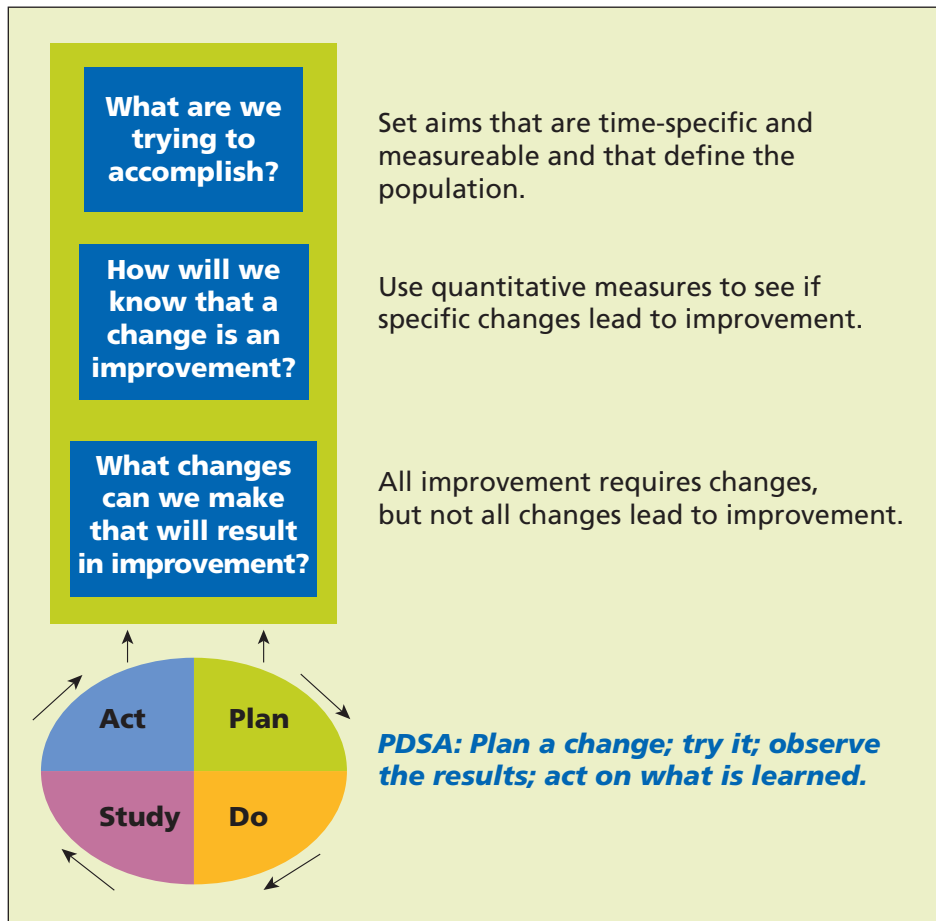 What are we
trying to
accomplish?
Set aims that are time-specific and
measureable and that define the
population.
How will we
know that a
change is an
improvement?
Use quantitative measures to see if
specific changes lead to improvement.
What changes
can we make
that will result
in improvement?
All improvement requires changes,
but not all changes lead to improvement.
Act
Plan
Study
Do
PDSA: Plan a change; try it; observe
the results; act on what is learned.